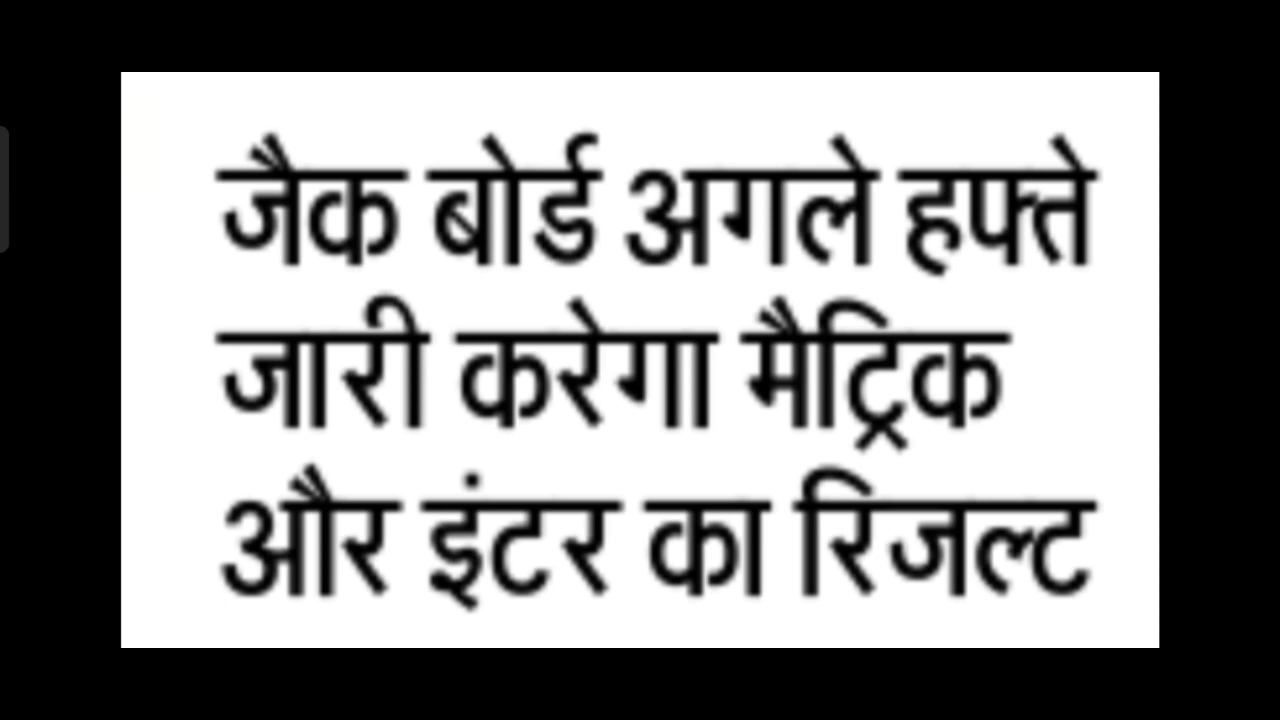 जैक बोर्ड अगले हफ्ते
जारी करेगा मैट्रिक
और इंटर का रिजल्ट